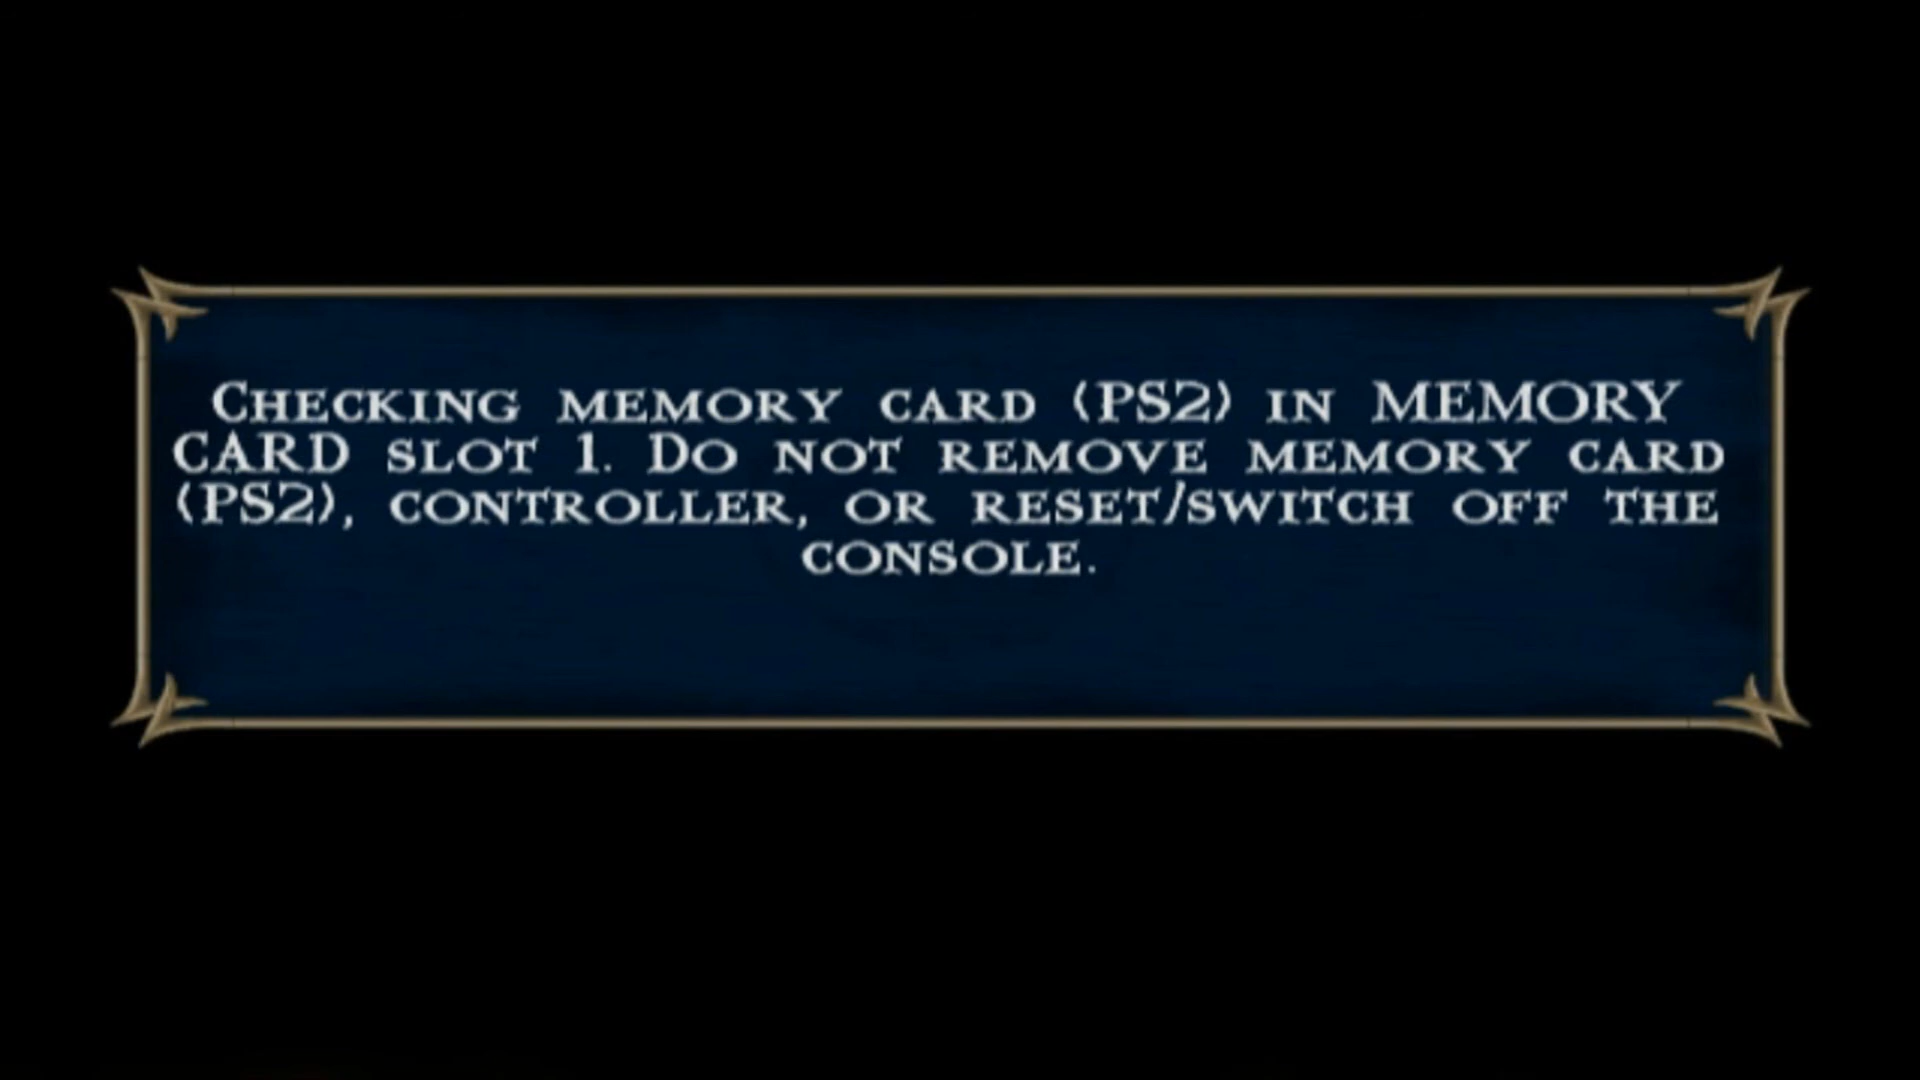 Checking memory card (PS2) in MEMORY
CARD slot 1. Do not remove memory card
(PS2), controller, or reset/switch off the
console.